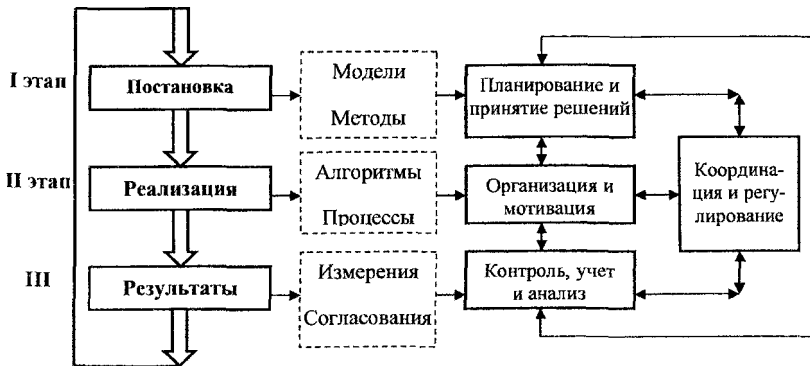 I этап
Постановка
Модели
Методы
Планирование и
принятие решений
II этап
Реализация
Алгоритмы
Процессы
Организация и
мотивация
Координа-
ция и регу-
лирование
III
Результаты
Измерения
Согласования
Контроль, учет
и анализ